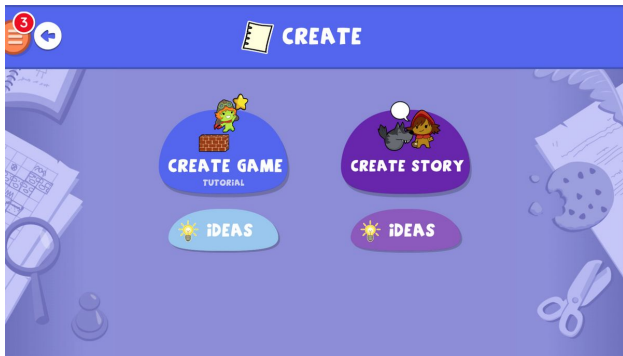 3
CREATE
CREATE GAME
TUTORIAL
CREATE STORY
iDEAS
iDEAS